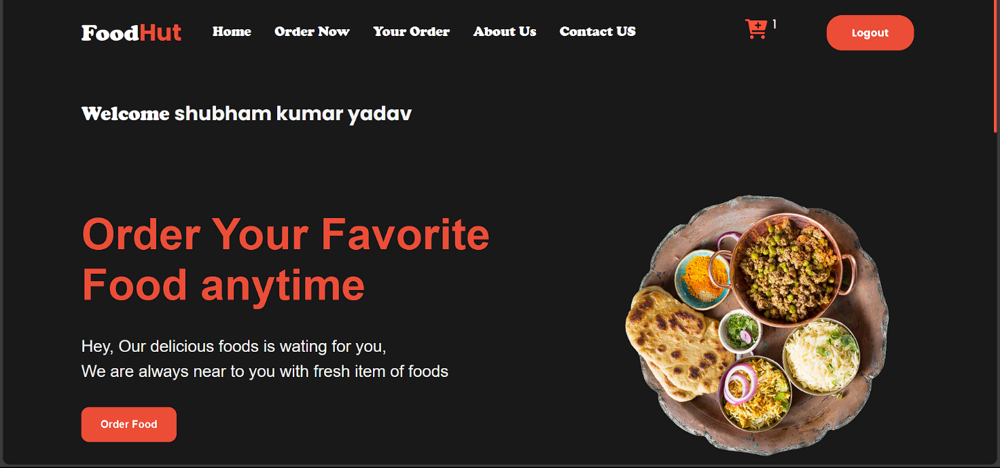 FoodHut
Home
Order Now
Your Order
About Us
Contact US
1
Logout
Welcome shubham kumar yadav
Order Your Favorite
Food anytime
Hey, Our delicious foods is wating for you,
We are always near to you with fresh item of foods
Order Food